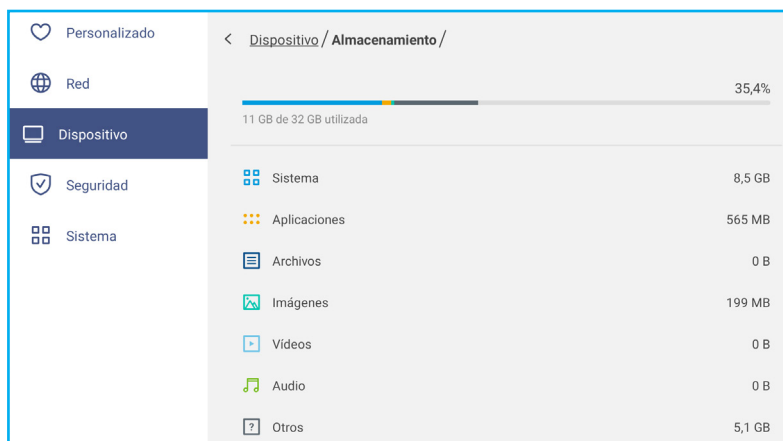 Personalizado
Red
Dispositivo
Seguridad
Sistema
< Dispositivo / Almacenamiento /
35,4%
11 GB de 32 GB utilizada
Sistema 8,5 GB
Aplicaciones 565 MB
Archivos 0 B
Imágenes 199 MB
Vídeos 0 B
Audio 0 B
? Otros 5,1 GB